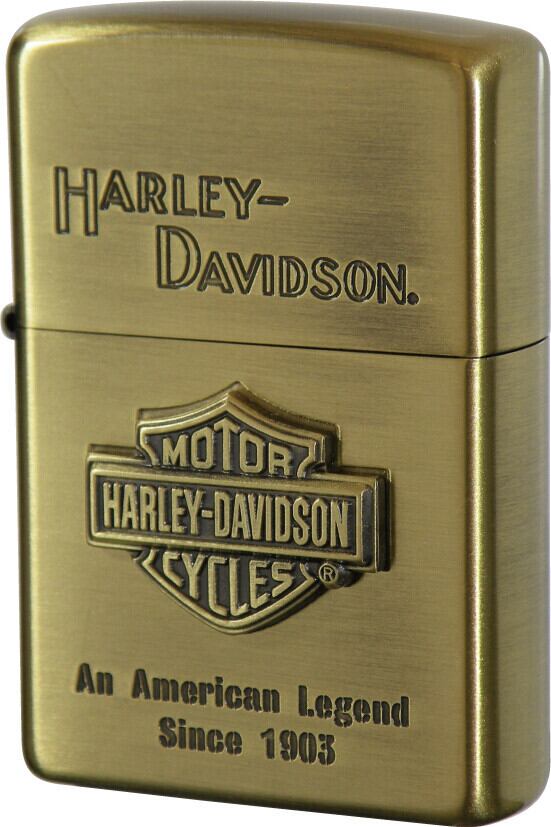 HARLEY-
DAVIDSON.
MOTOR
HARLEY-DAVIDSON
CYCLES
®
An American Legend
Since 1903